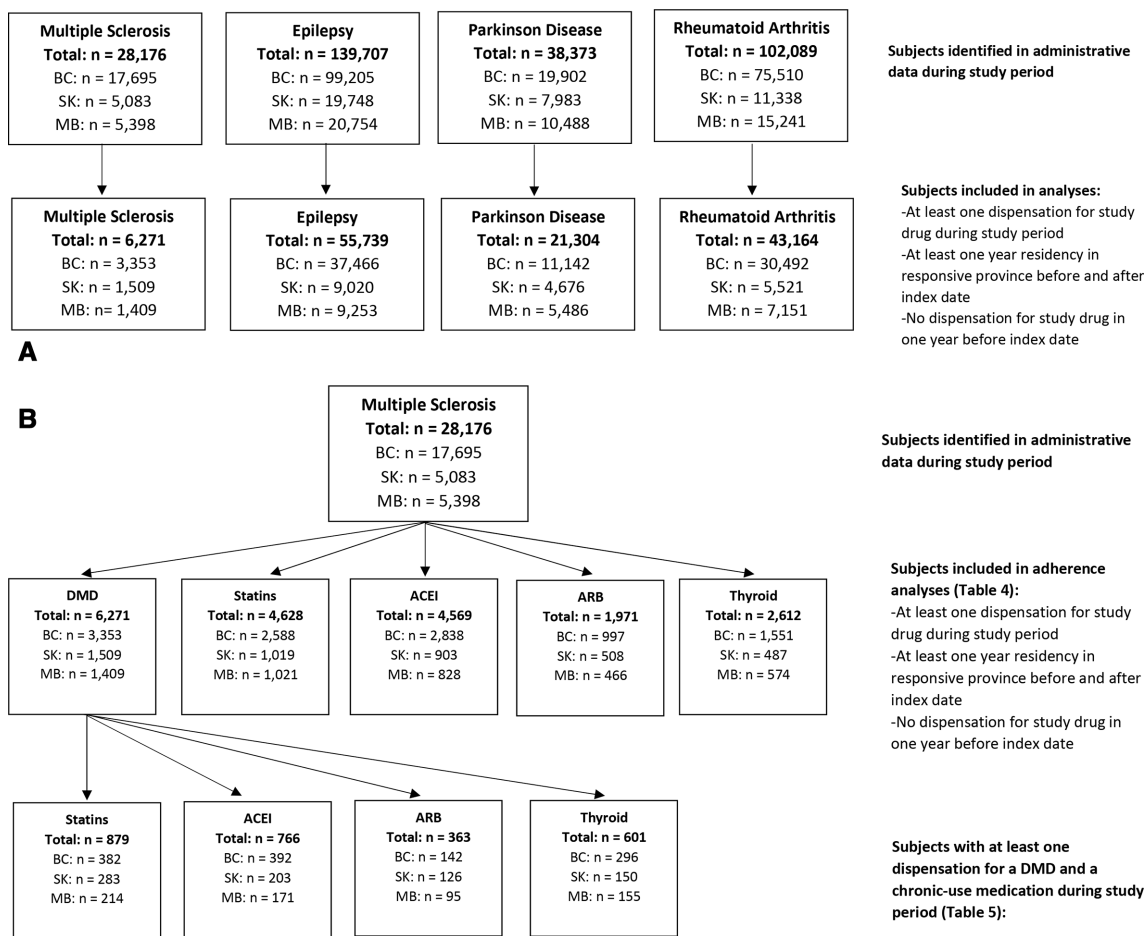 Multiple Sclerosis
Total: n = 28,176
BC: n = 17,695
SK: n = 5,083
MB: n = 5,398
Epilepsy
Total: n = 139,707
BC: n = 99,205
SK: n = 19,748
MB: n = 20,754
Parkinson Disease
Total: n = 38,373
BC: n = 19,902
SK: n = 7,983
MB: n = 10,488
Rheumatoid Arthritis
Total: n = 102,089
BC: n = 75,510
SK: n = 11,338
MB: n = 15,241
Subjects identified in administrative
data during study period
Multiple Sclerosis
Total: n = 6,271
BC: n = 3,353
SK: n = 1,509
MB: n= 1,409
Epilepsy
Total: n = 55,739
BC: n = 37,466
SK: n = 9,020
MB: n = 9,253
Parkinson Disease
Total: n = 21,304
BC: n = 11,142
SK: n = 4,676
MB: n = 5,486
Rheumatoid Arthritis
Total: n = 43,164
BC: n = 30,492
SK: n = 5,521
MB: n = 7,151
Subjects included in analyses:
-At least one dispensation for study
drug during study period
-At least one year residency in
responsive province before and after
index date
-No dispensation for study drug in
one year before index date
A
B
Multiple Sclerosis
Total: n = 28,176
BC: n = 17,695
SK: n = 5,083
MB: n = 5,398
Subjects identified in administrative
data during study period
DMD
Total: n = 6,271
BC: n = 3,353
SK: n = 1,509
MB: n = 1,409
Statins
Total: n = 4,628
BC: n = 2,588
SK: n = 1,019
MB: n = 1,021
ACEI
Total: n = 4,569
BC: n = 2,838
SK: n = 903
MB: n = 828
ARB
Total: n = 1,971
BC: n = 997
SK: n = 508
MB: n = 466
Thyroid
Total: n = 2,612
BC: n = 1,551
SK: n = 487
MB: n = 574
Subjects included in adherence
analyses (Table 4):
-At least one dispensation for study
drug during study period
-At least one year residency in
responsive province before and after
index date
-No dispensation for study drug in
one year before index date
Statins
Total: n = 879
BC: n = 382
SK: n = 283
MB: n = 214
ACEI
Total: n = 766
BC: n = 392
SK: n = 203
MB: n = 171
ARB
Total: n = 363
BC: n = 142
SK: n = 126
MB: n = 95
Thyroid
Total: n = 601
BC: n = 296
SK: n = 150
MB: n = 155
Subjects with at least one
dispensation for a DMD and a
chronic-use medication during study
period (Table 5):